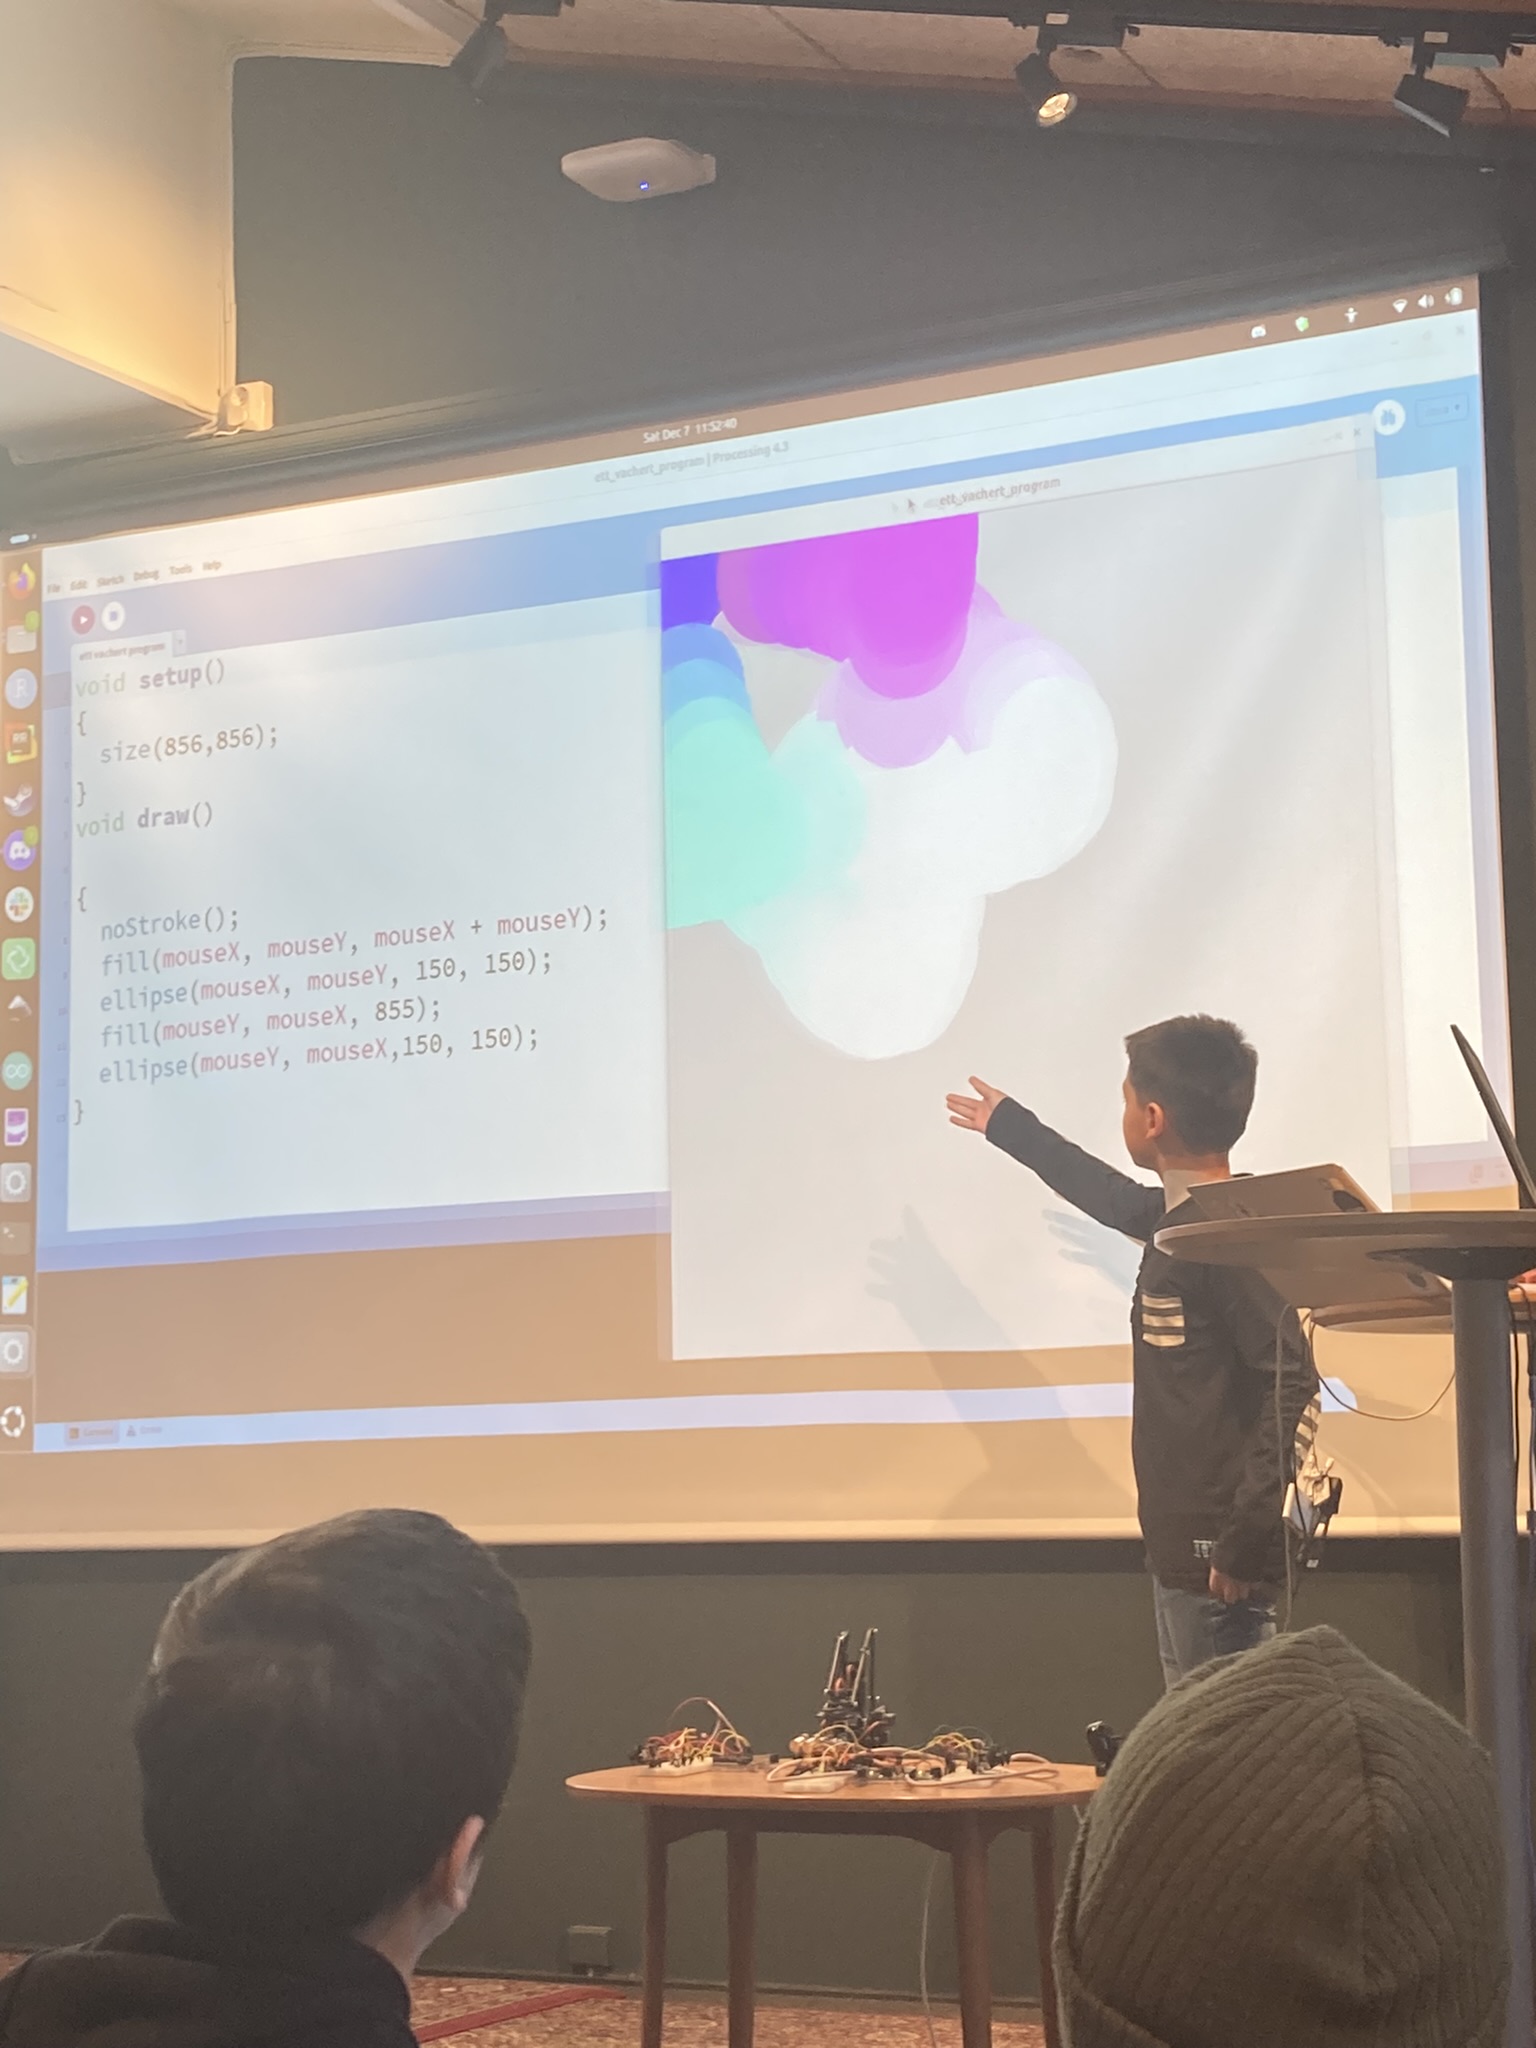 Sat Dec 7 11:52:40
ett_vachert_program | Processing 4.3
File Edit Sketch Debug Tools Help
ett vachert program
void setup()
{
size(856,856);
}
void draw()
{
noStroke();
fill(mouseX, mouseY, mouseX + mouseY);
ellipse(mouseX, mouseY, 150, 150);
fill(mouseY, mouseX, 855);
ellipse(mouseY, mouseX,150, 150);
}
ett_vachert_program
Console Errors